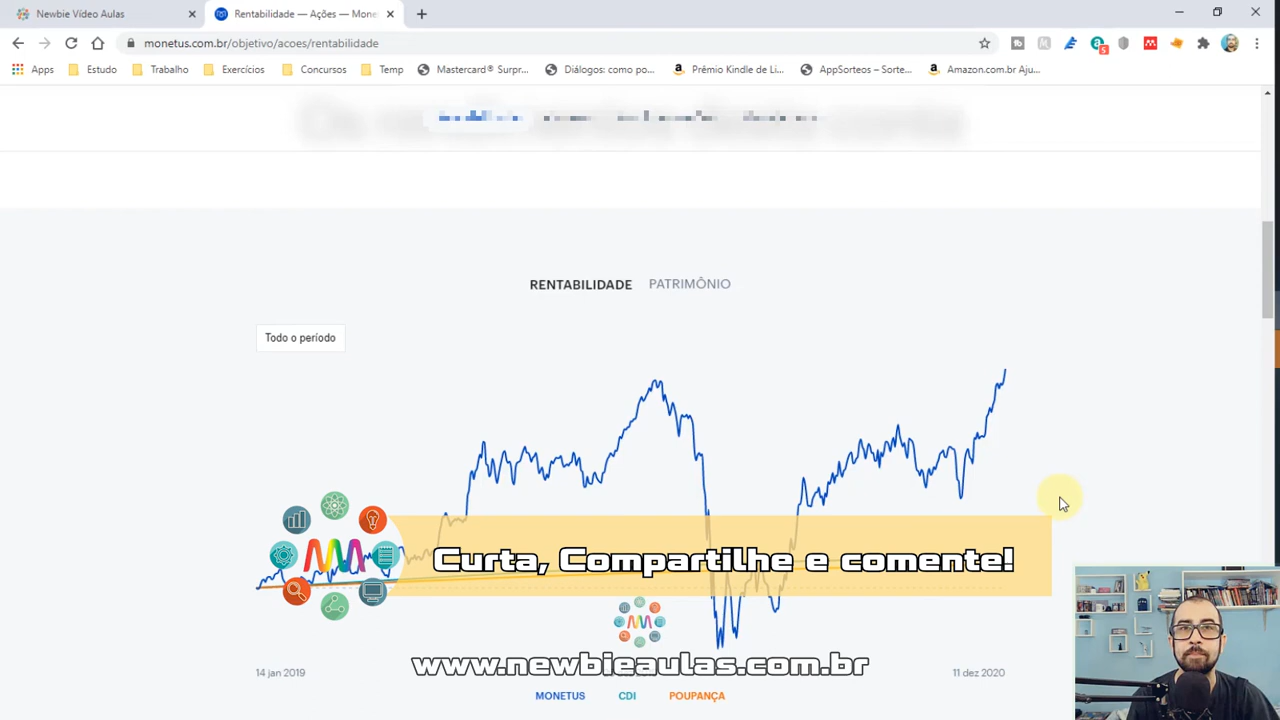 Newbie Vídeo Aulas
Rentabilidade — Ações — Mone
monetus.com.br/objetivo/acoes/rentabilidade
Apps Estudo Trabalho Exercícios Concursos Temp Mastercard® Surpr... Diálogos: como po... Prêmio Kindle de Li... AppSorteos – Sorte... Amazon.com.br Aju...
RENTABILIDADE PATRIMÔNIO
Todo o período
Curta, Compartilhe e comente!
14 jan 2019
www.newbieaulas.com.br
11 dez 2020
MONETUS CDI POUPANÇA